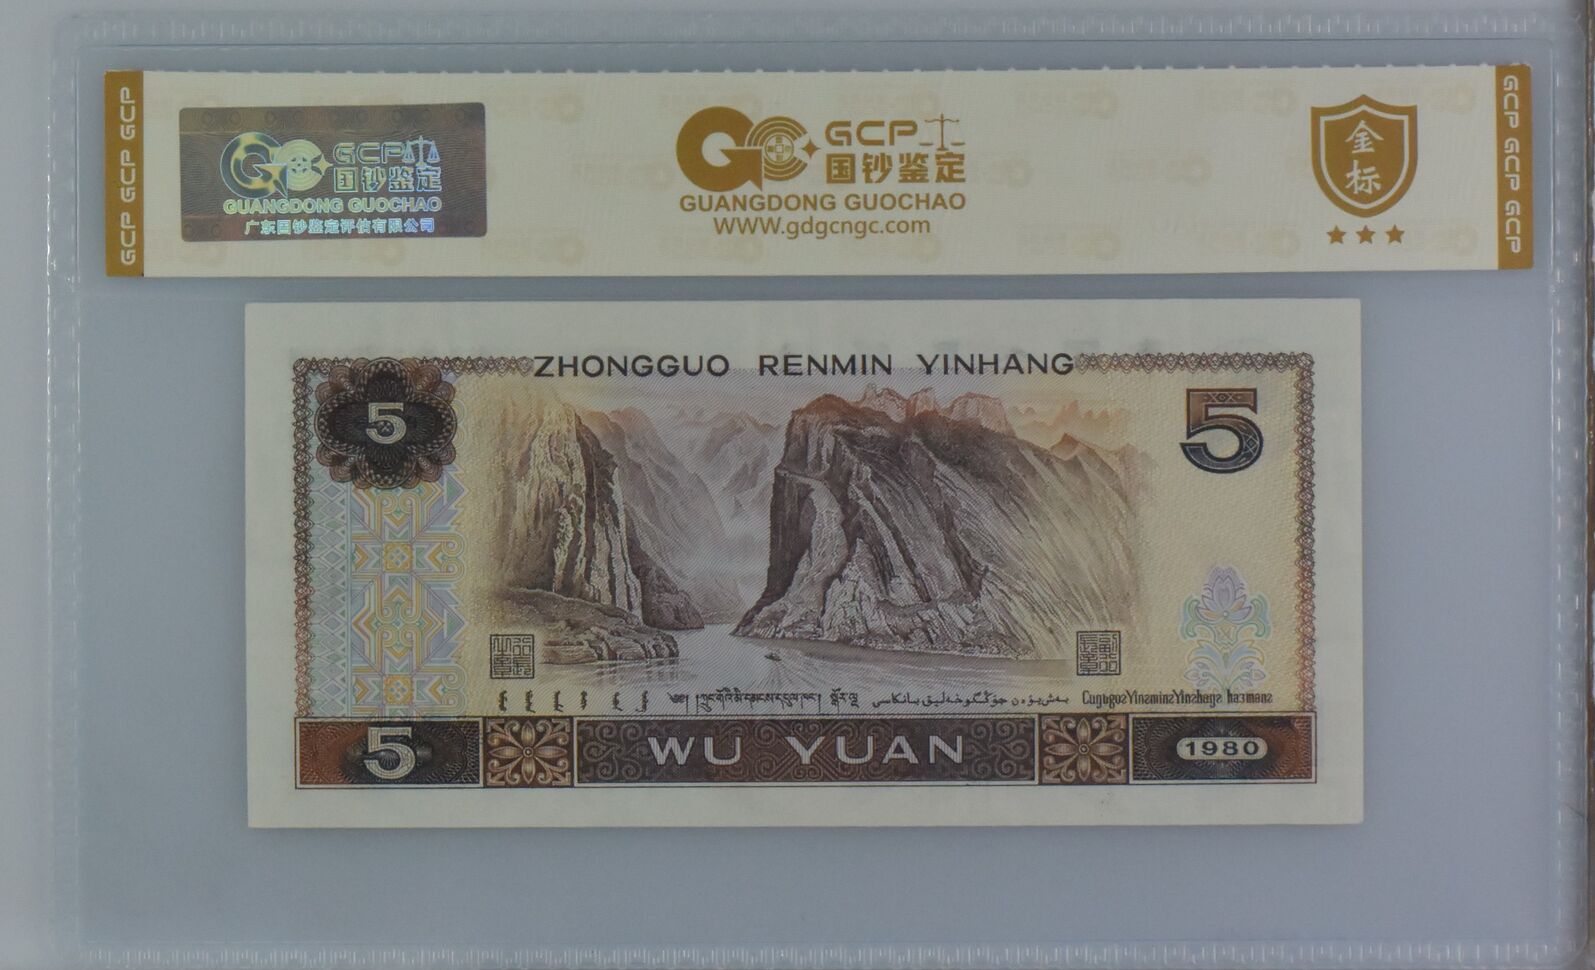 GCP GCP GCP
GCP
国钞鉴定
GUANGDONG GUOCHAO
广东国钞鉴定评估有限公司
GCP
国钞鉴定
GUANGDONG GUOCHAO
WWW.gdgcngc.com
金标
GCP GCP GCP
ZHONGGUO RENMIN YINHANG
5
5
CuŋƅgozYinƨminƨYinƨhaŋƨ ha3manƨ
5
WU YUAN
1980